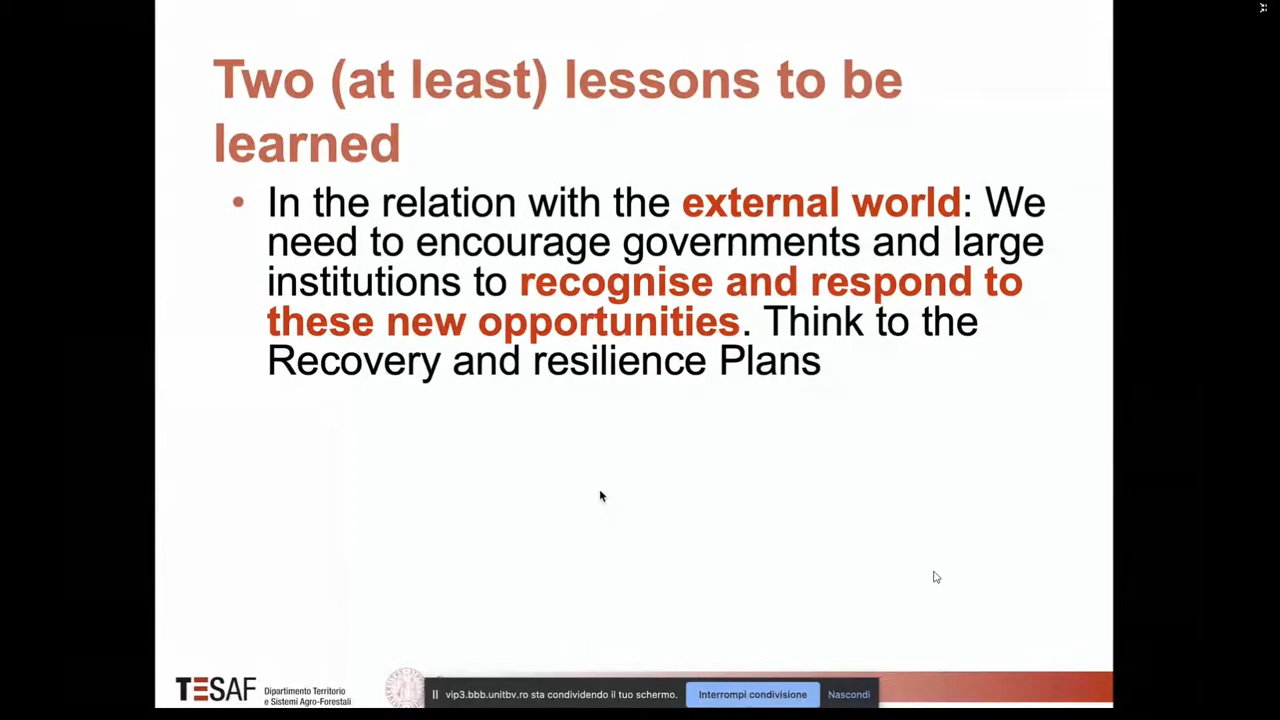 Two (at least) lessons to be
learned
• In the relation with the external world: We
need to encourage governments and large
institutions to recognise and respond to
these new opportunities. Think to the
Recovery and resilience Plans
TESAF Dipartimento Territorio
e Sistemi Agro-Forestali
vip3.bbb.unitbv.ro sta condividendo il tuo schermo. Interrompi condivisione Nascondi